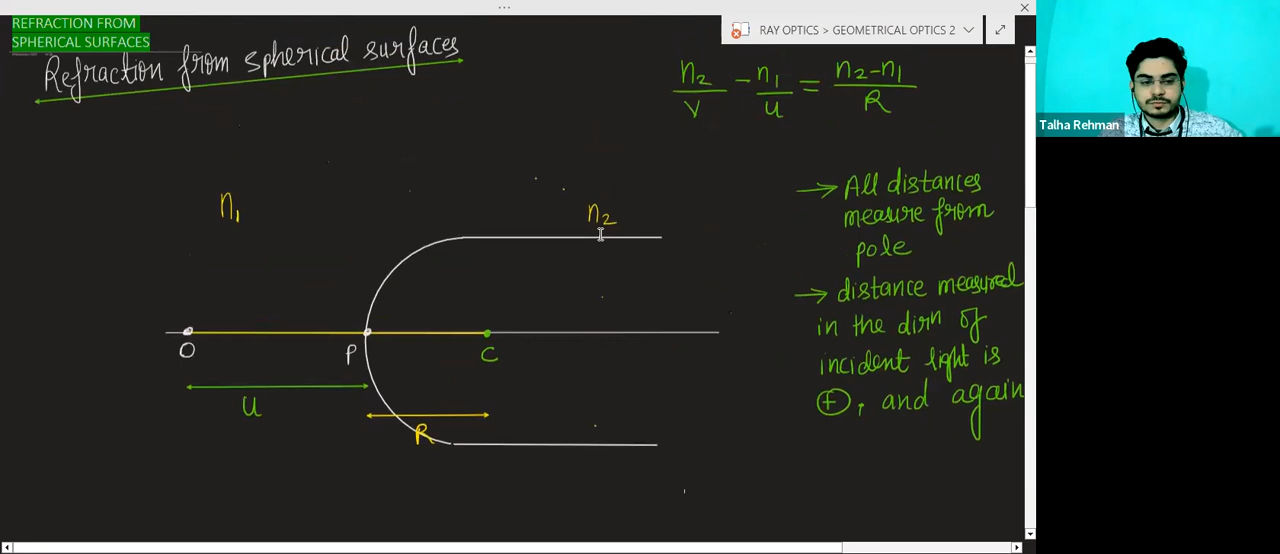 REFRACTION FROM
SPHERICAL SURFACES
RAY OPTICS > GEOMETRICAL OPTICS 2
Talha Rehman
Refraction from spherical surfaces
n₂/v - n₁/u = n₂-n₁/R
n₁
n₂
→ All distances
measure from
pole
→ distance measured
in the dirn of
incident light is
⊕, and again
O
P
C
u
R